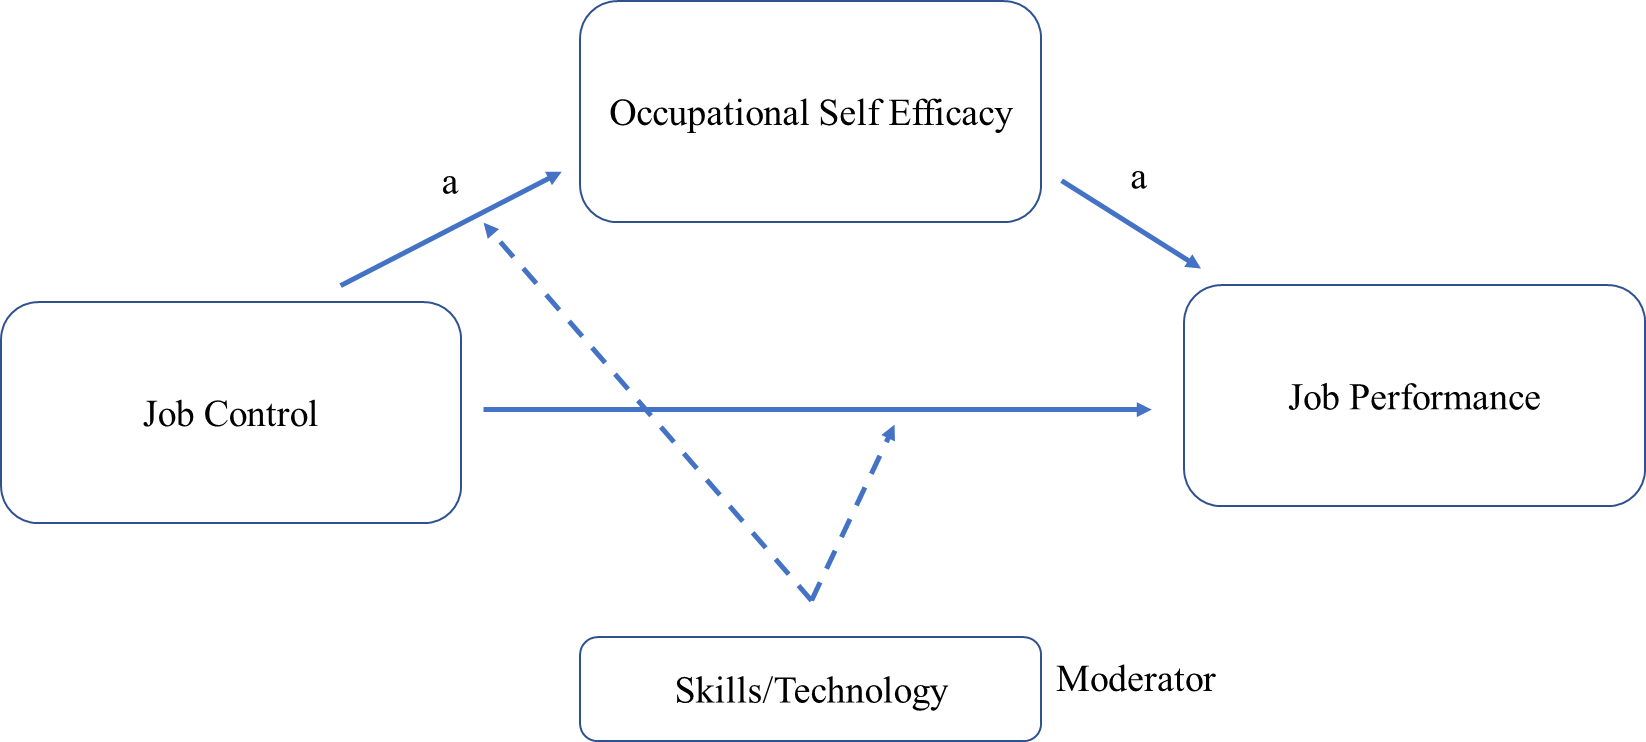 Occupational Self Efficacy
a
a
Job Control
Job Performance
Skills/Technology
Moderator